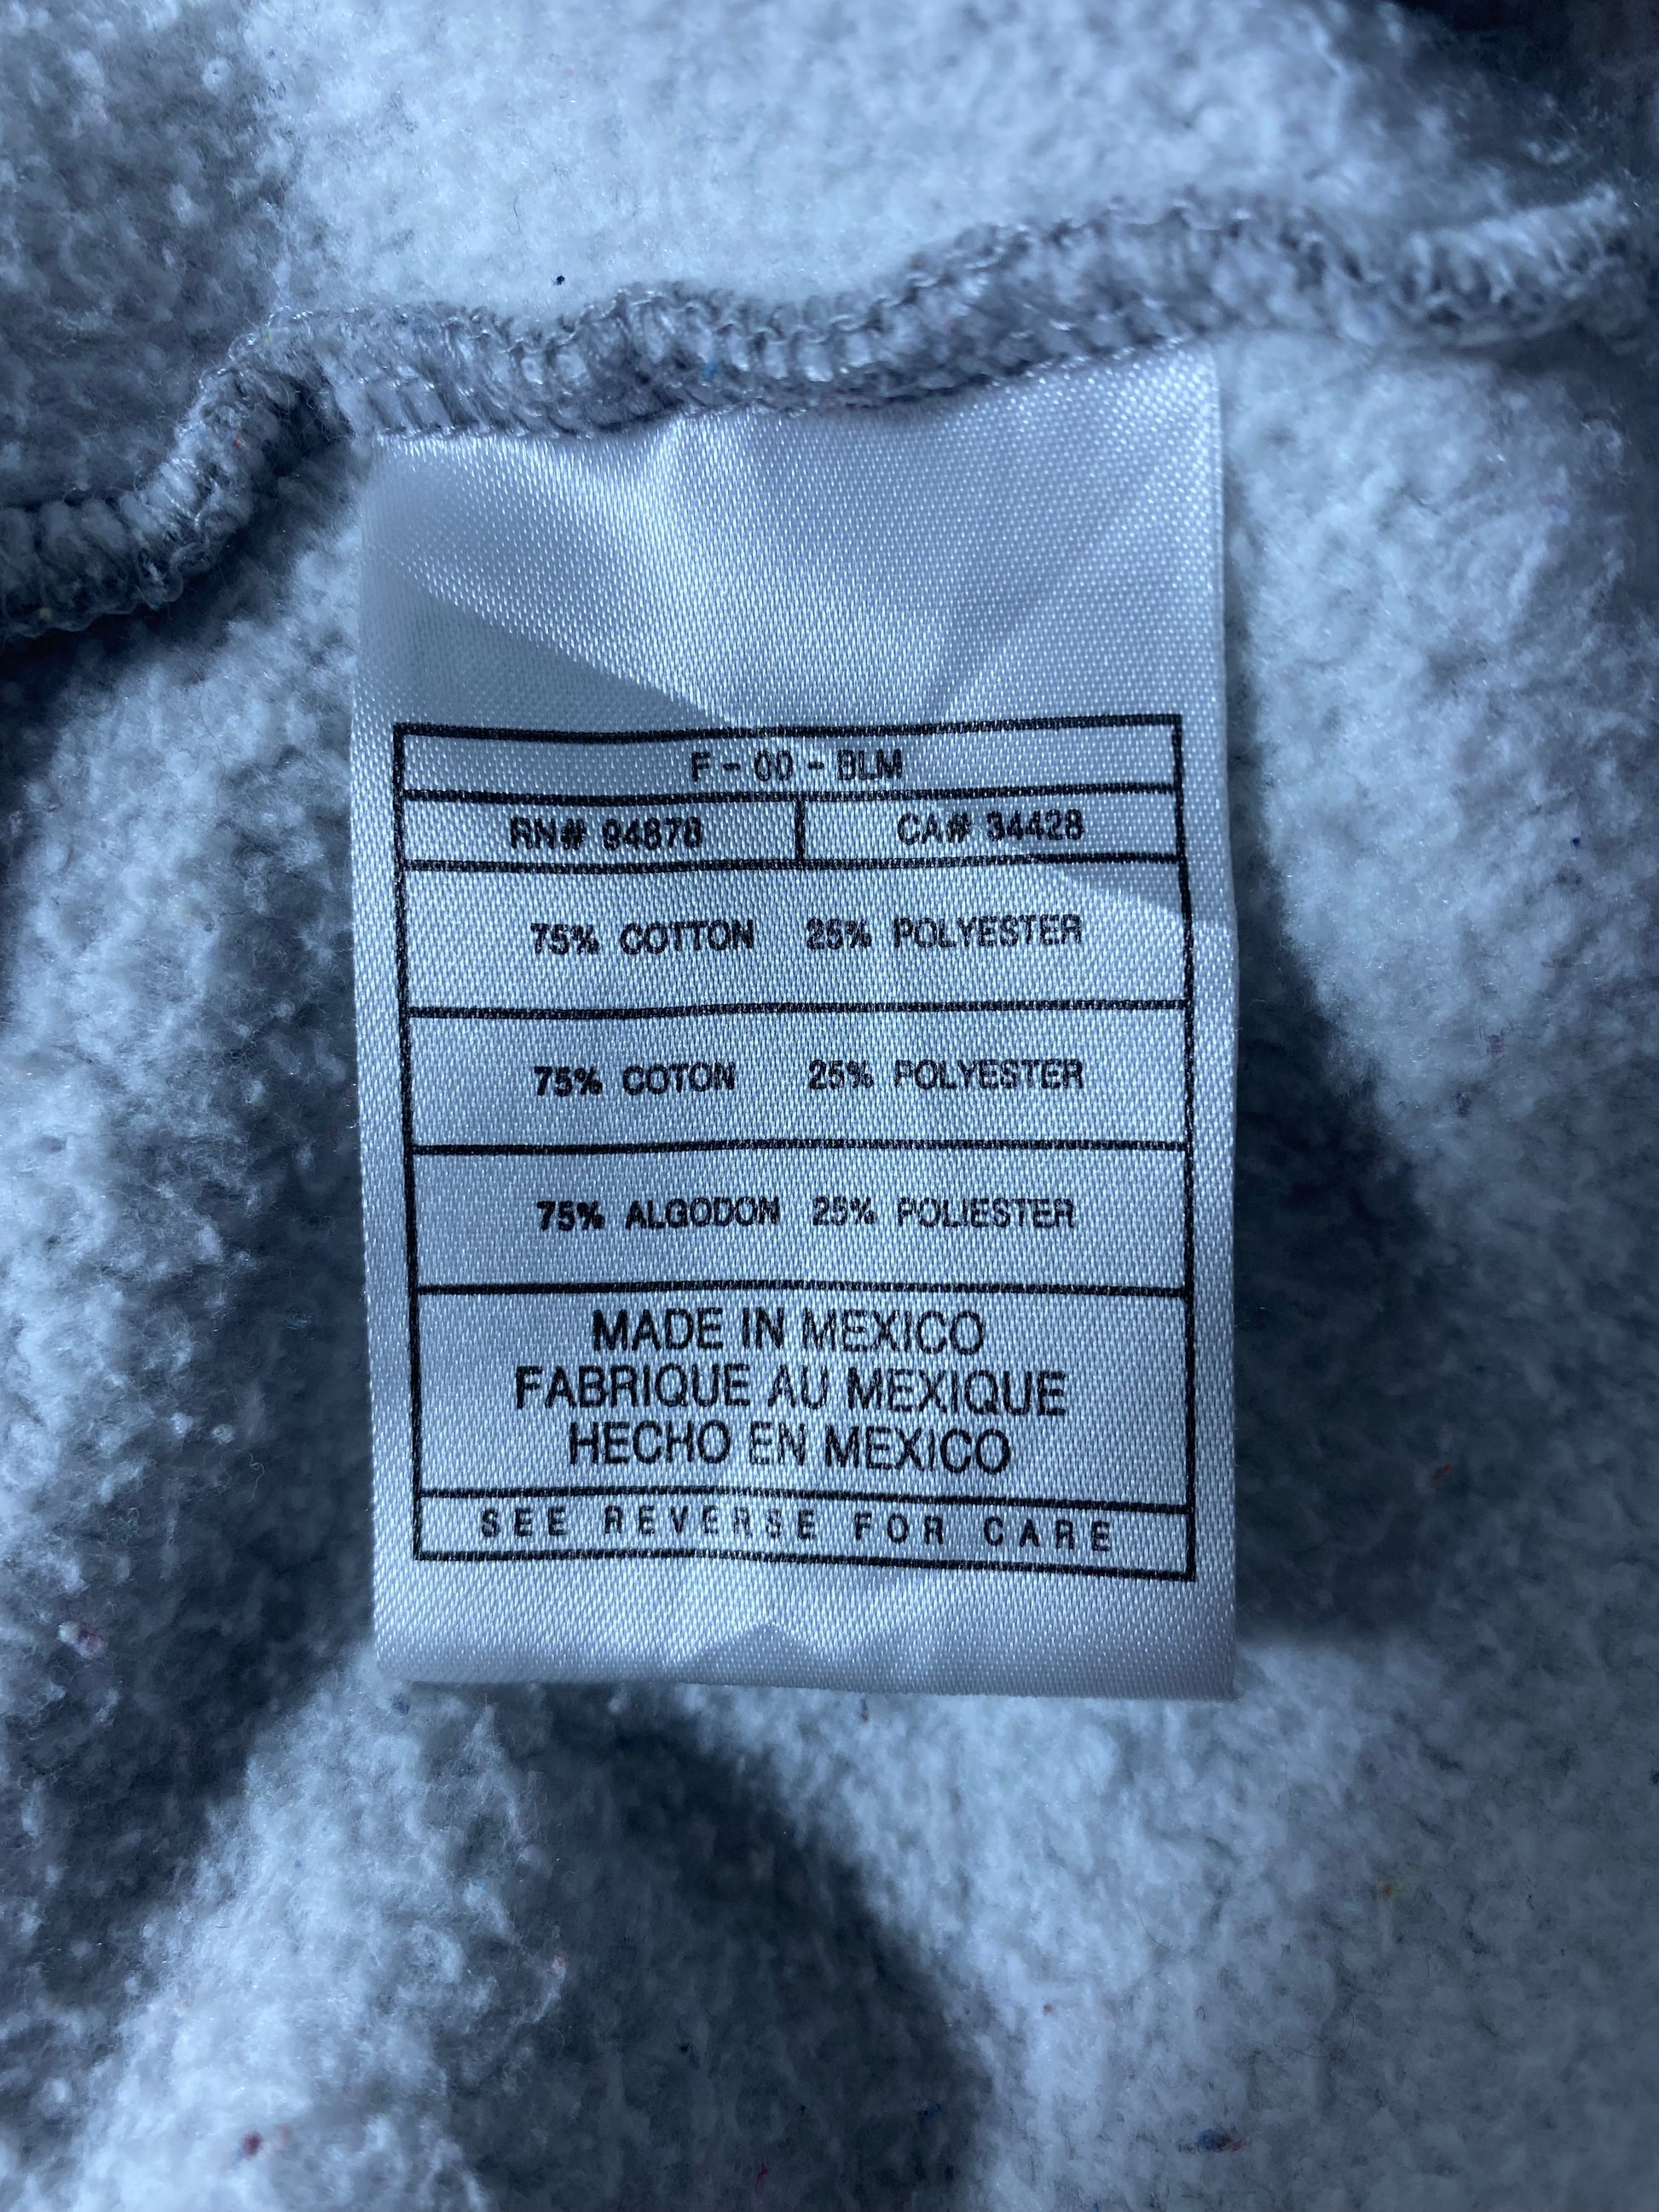 F - 00 - BLM
RN# 94878 CA# 34428
75% COTTON 25% POLYESTER
75% COTON 25% POLYESTER
75% ALGODON 25% POLIESTER
MADE IN MEXICO
FABRIQUE AU MEXIQUE
HECHO EN MEXICO
SEE REVERSE FOR CARE